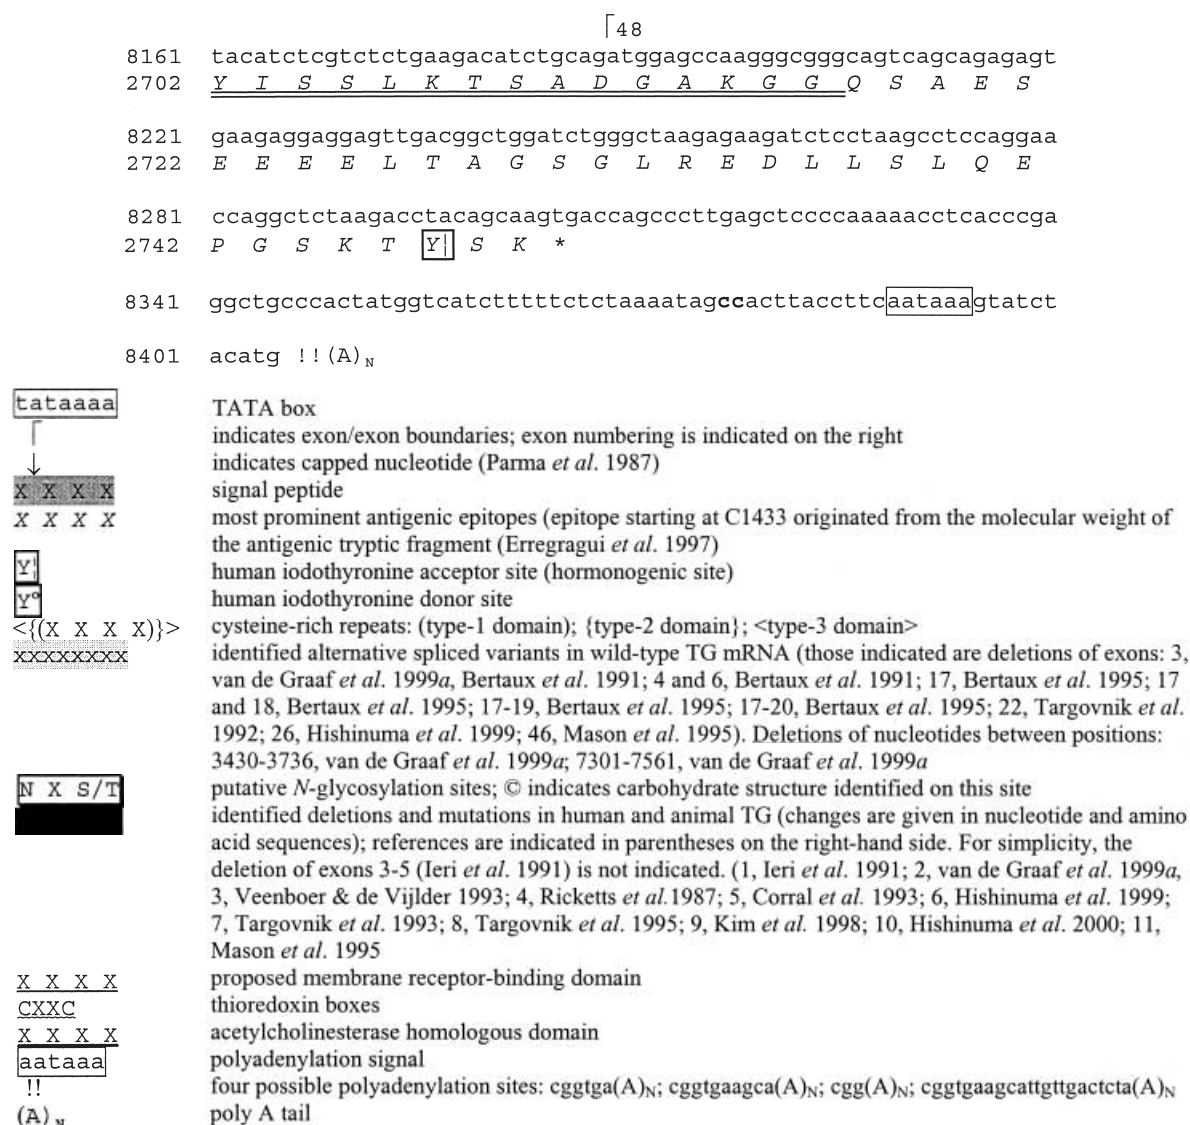 ⎡48
8161 tacatctcgtctctgaagacatctgcagatggagccaagggcgggcagtcagcagagagt
2702 Y I S S L K T S A D G A K G G Q S A E S
8221 gaagaggaggagttgacggctggatctgggctaagagaagatctcctaagcctccaggaa
2722 E E E E L T A G S G L R E D L L S L Q E
8281 ccaggctctaagacctacagcaagtgaccagcccttgagctccccaaaaacctcacccga
2742 P G S K T Y¦ S K *
8341 ggctgcccactatggtcatctttttctctaaaatagccacttaccttcaataaagtatct
8401 acatg !!(A)N
tataaaa TATA box
⎡ indicates exon/exon boundaries; exon numbering is indicated on the right
↓ indicates capped nucleotide (Parma et al. 1987)
X X X X signal peptide
X X X X most prominent antigenic epitopes (epitope starting at C1433 originated from the molecular weight of
the antigenic tryptic fragment (Erregragui et al. 1997)
Y¦ human iodothyronine acceptor site (hormonogenic site)
Y° human iodothyronine donor site
<{(X X X X)}> cysteine-rich repeats: (type-1 domain); {type-2 domain}; <type-3 domain>
xxxxxxxx identified alternative spliced variants in wild-type TG mRNA (those indicated are deletions of exons: 3,
van de Graaf et al. 1999a, Bertaux et al. 1991; 4 and 6, Bertaux et al. 1991; 17, Bertaux et al. 1995; 17
and 18, Bertaux et al. 1995; 17-19, Bertaux et al. 1995; 17-20, Bertaux et al. 1995; 22, Targovnik et al.
1992; 26, Hishinuma et al. 1999; 46, Mason et al. 1995). Deletions of nucleotides between positions:
3430-3736, van de Graaf et al. 1999a; 7301-7561, van de Graaf et al. 1999a
N X S/T putative N-glycosylation sites; © indicates carbohydrate structure identified on this site
identified deletions and mutations in human and animal TG (changes are given in nucleotide and amino
acid sequences); references are indicated in parentheses on the right-hand side. For simplicity, the
deletion of exons 3-5 (Ieri et al. 1991) is not indicated. (1, Ieri et al. 1991; 2, van de Graaf et al. 1999a,
3, Veenboer & de Vijlder 1993; 4, Ricketts et al.1987; 5, Corral et al. 1993; 6, Hishinuma et al. 1999;
7, Targovnik et al. 1993; 8, Targovnik et al. 1995; 9, Kim et al. 1998; 10, Hishinuma et al. 2000; 11,
Mason et al. 1995
X X X X proposed membrane receptor-binding domain
CXXC thioredoxin boxes
X X X X acetylcholinesterase homologous domain
aataaa polyadenylation signal
!! four possible polyadenylation sites: cggtga(A)N; cggtgaagca(A)N; cgg(A)N; cggtgaagcattgttgactcta(A)N
(A)N poly A tail